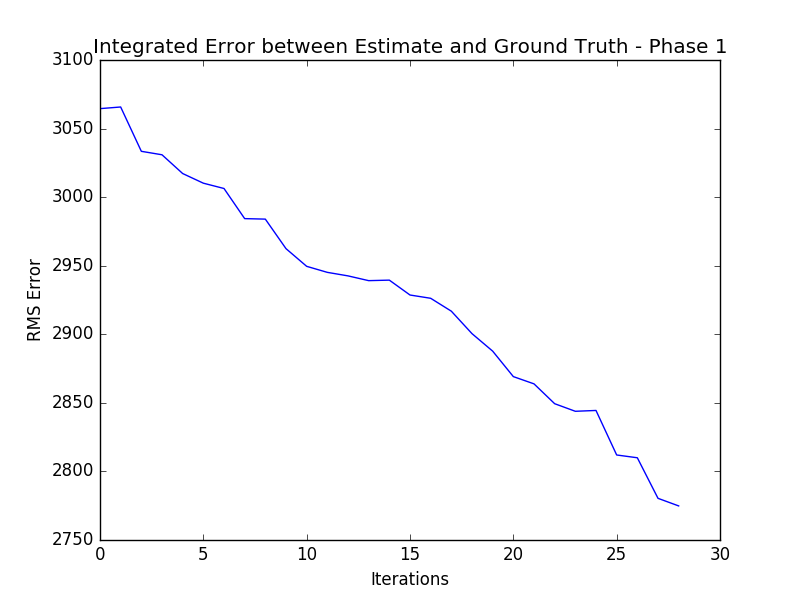 Integrated Error between Estimate and Ground Truth - Phase 1
3100
3050
3000
2950
2900
2850
2800
2750
RMS Error
0 5 10 15 20 25 30
Iterations